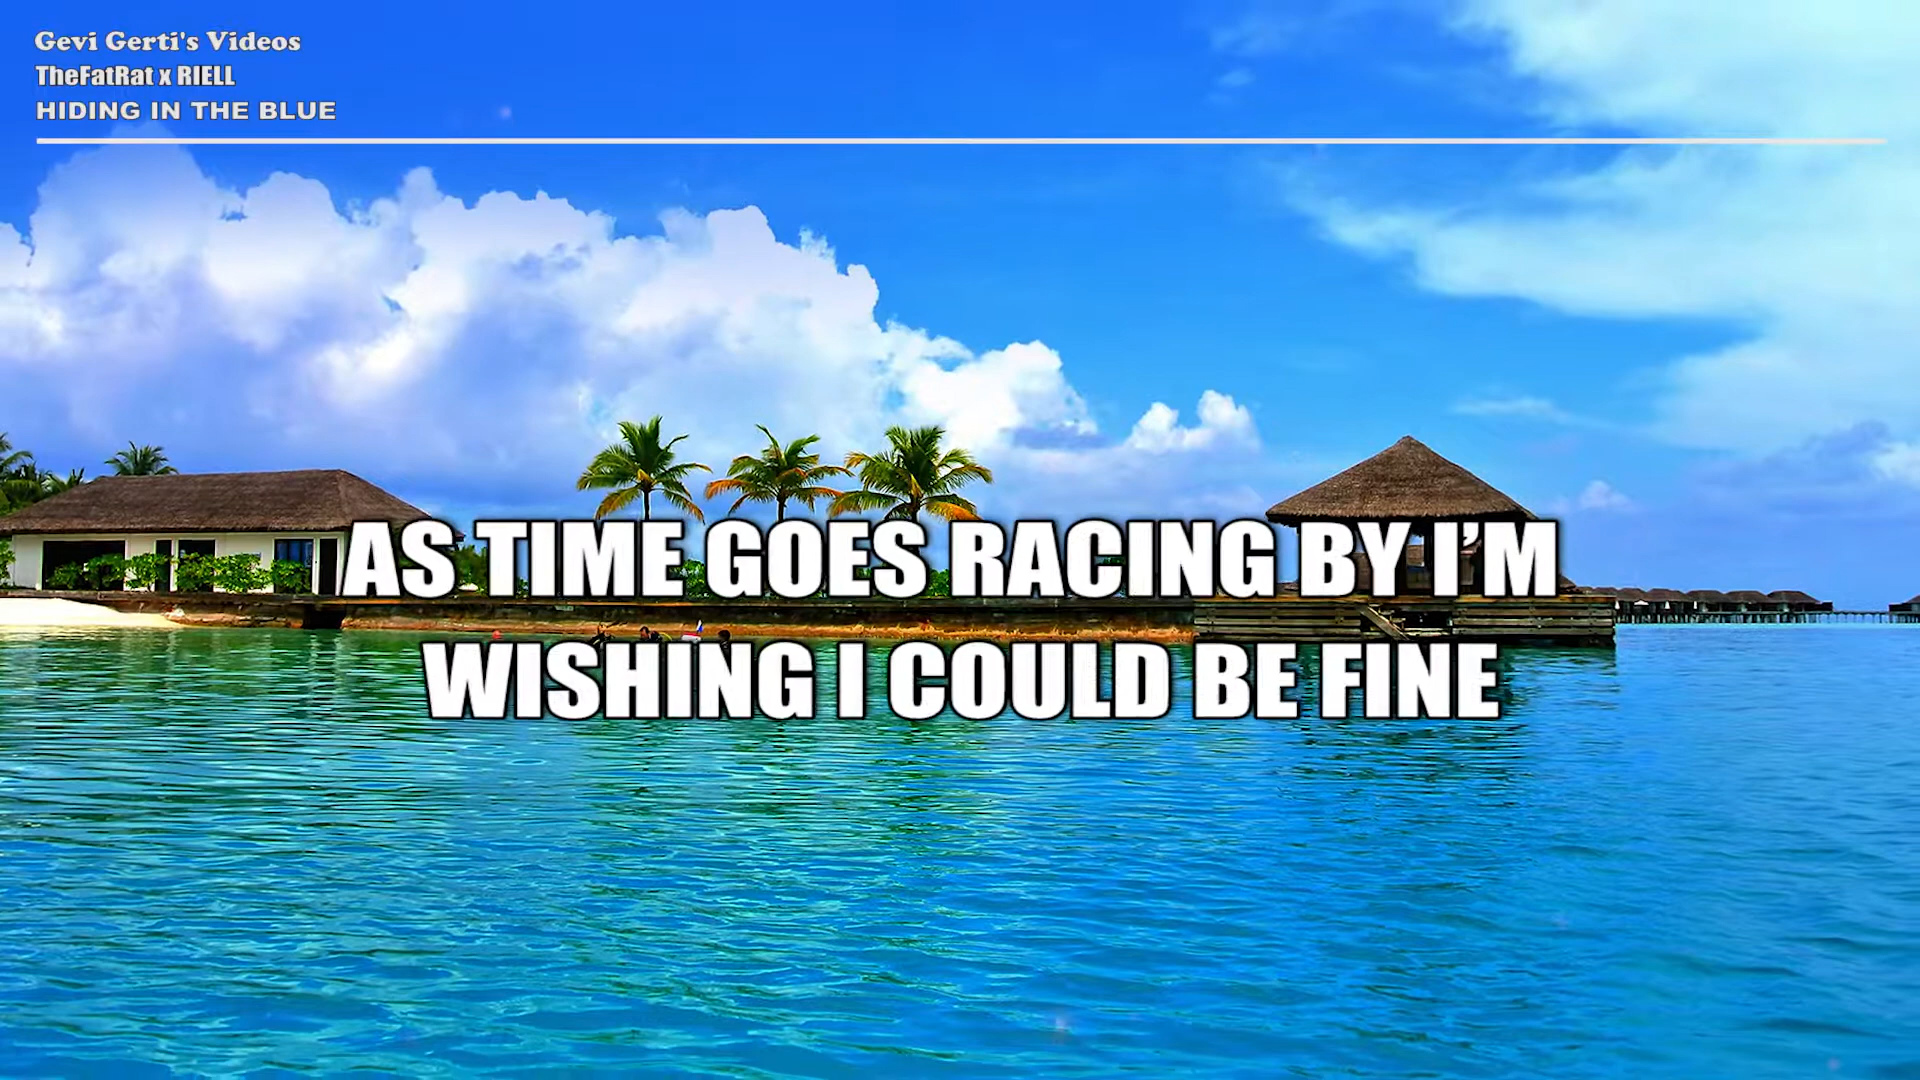 Gevi Gerti's Videos
TheFatRat x RIELL
HIDING IN THE BLUE
AS TIME GOES RACING BY I’M
WISHING I COULD BE FINE